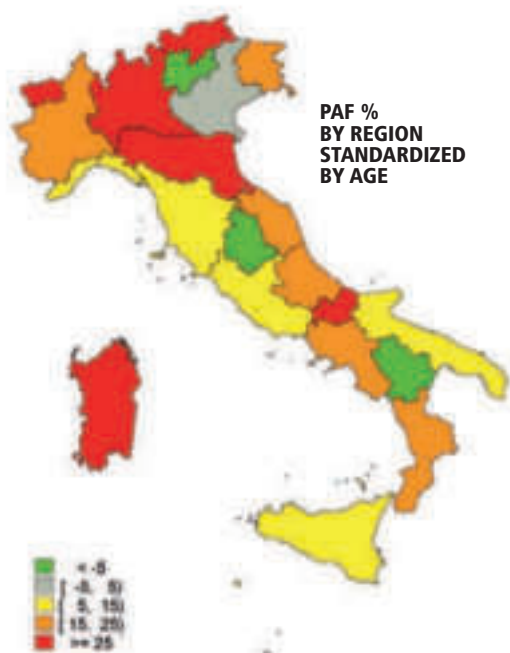 PAF %
BY REGION
STANDARDIZED
BY AGE
< -5
-5, 5)
5, 15)
15, 25)
>= 25